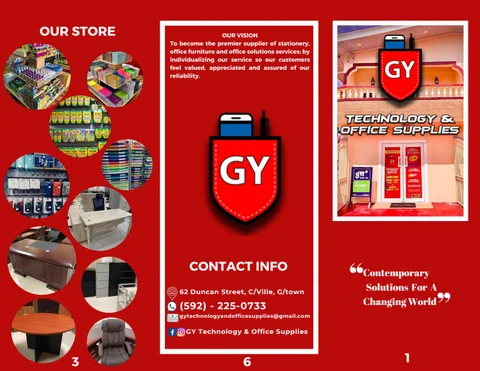 OUR STORE
3
OUR VISION
To become the premier supplier of stationery,
office furniture and office solutions services; by
individualizing our service so our customers
feel valued, appreciated and assured of our
reliability.
GY
CONTACT INFO
62 Duncan Street, C/Ville, G/town
(592) - 225-0733
gytechnologyandofficesupplies@gmail.com
GY Technology & Office Supplies
6
GY
TECHNOLOGY &
OFFICE SUPPLIES
❝Contemporary
Solutions For A
Changing World❞
1